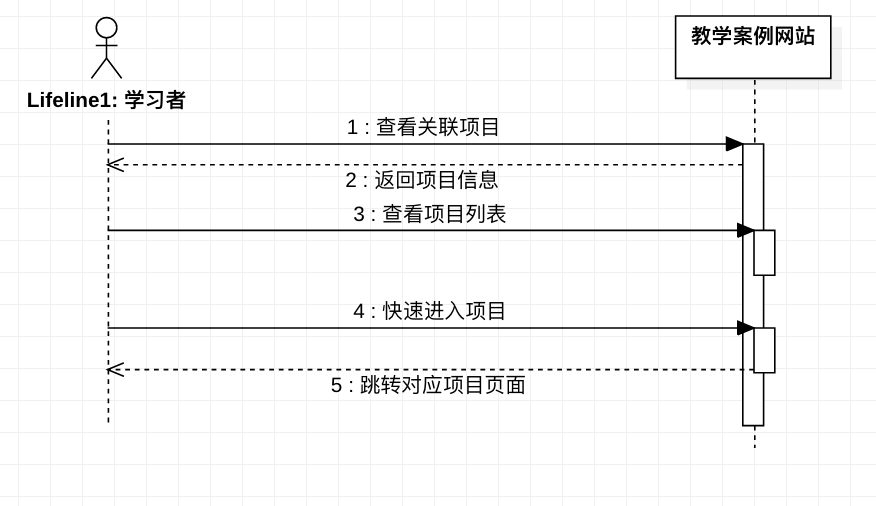 教学案例网站
Lifeline1: 学习者
1 : 查看关联项目
2 : 返回项目信息
3 : 查看项目列表
4 : 快速进入项目
5 : 跳转对应项目页面